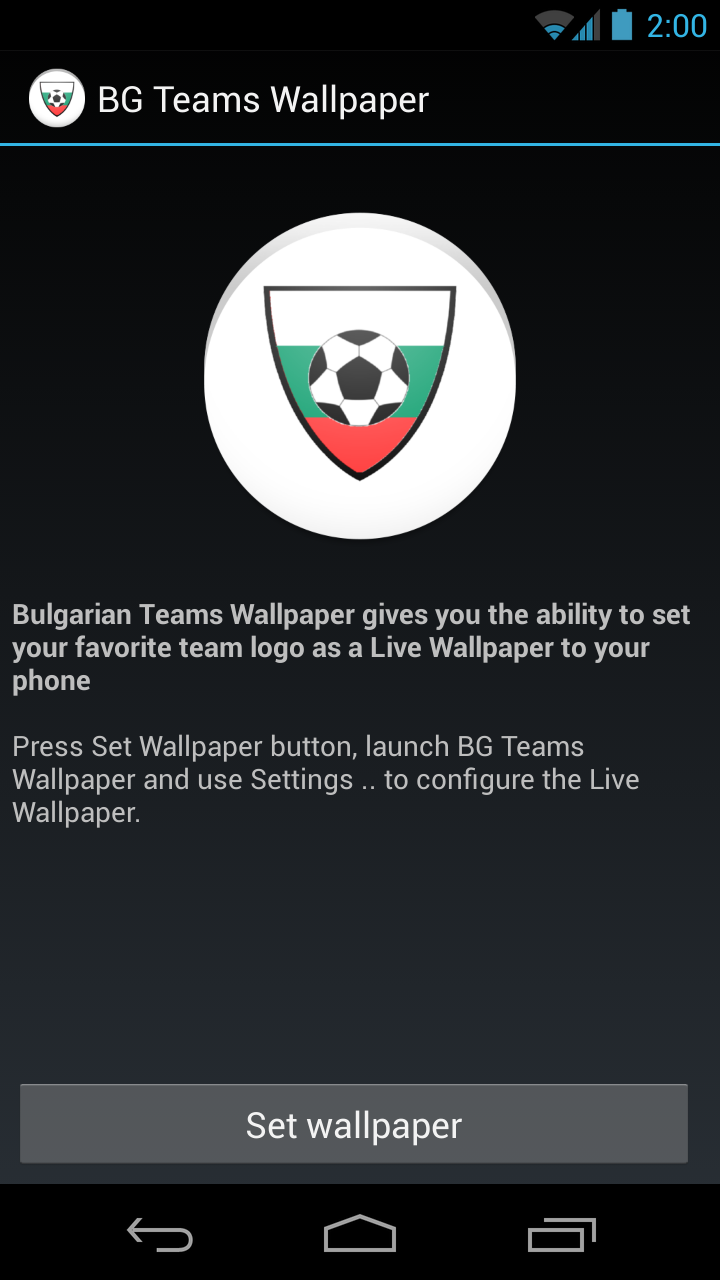 2:00
BG Teams Wallpaper
Bulgarian Teams Wallpaper gives you the ability to set
your favorite team logo as a Live Wallpaper to your
phone
Press Set Wallpaper button, launch BG Teams
Wallpaper and use Settings .. to configure the Live
Wallpaper.
Set wallpaper